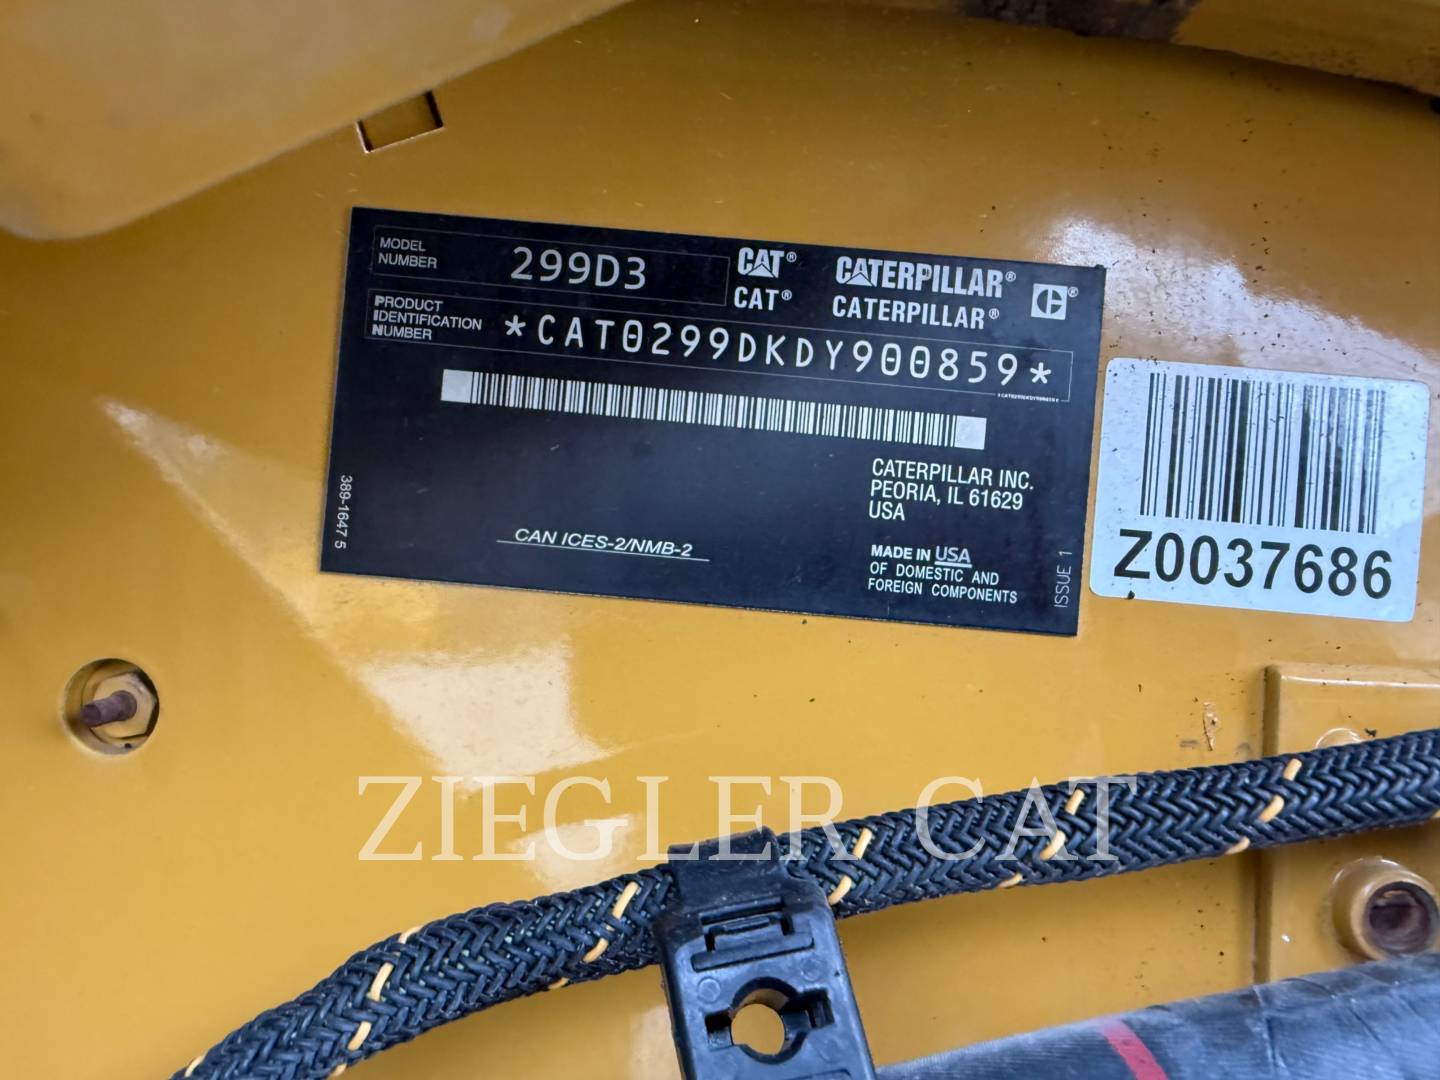 MODEL NUMBER 299D3
CAT® CATERPILLAR®
CAT® CATERPILLAR®
PRODUCT IDENTIFICATION NUMBER *CAT0299DKDY900859*
CATERPILLAR INC.
PEORIA, IL 61629
USA
389-1647 5
CAN ICES-2/NMB-2
MADE IN USA
OF DOMESTIC AND
FOREIGN COMPONENTS
ISSUE 1
Z0037686
ZIEGLER CAT